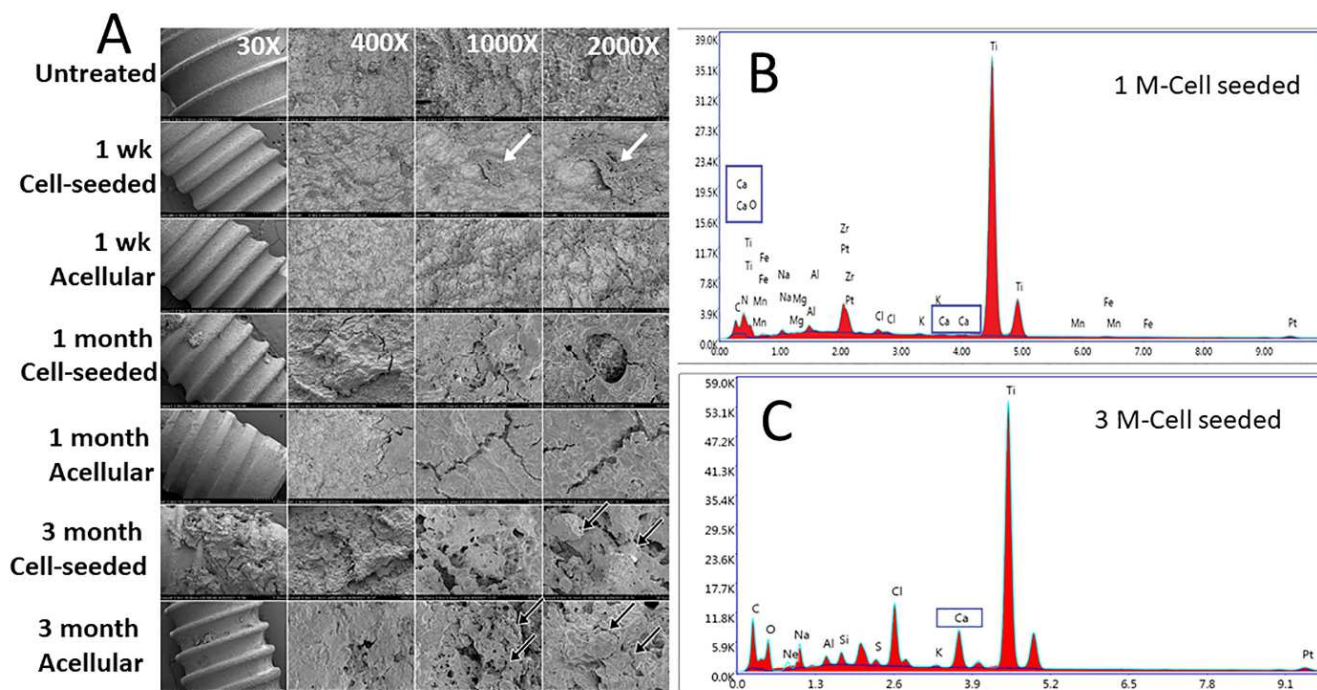 A
30X 400X 1000X 2000X
Untreated
1 wk
Cell-seeded
1 wk
Acellular
1 month
Cell-seeded
1 month
Acellular
3 month
Cell-seeded
3 month
Acellular
B
1 M-Cell seeded
39.0K
35.1K
31.2K
27.3K
23.4K
19.5K
15.6K
11.7K
7.8K
3.9K
0.0K
Ti
Ca
Ca O
Ti
Ti
Fe
Fe
Mn
Mn
C N
Na
Na Mg
Mg
Al
Al
Zr
Pt
Zr
Pt
Cl
Cl
K
K
Ca Ca
Ti
Mn
Fe
Mn
Fe
Pt
0.00 1.00 2.00 3.00 4.00 5.00 6.00 7.00 8.00 9.00
C
3 M-Cell seeded
59.0K
53.1K
47.2K
41.3K
35.4K
29.5K
23.6K
17.7K
11.8K
5.9K
0.0K
Ti
C
O
Ne
Na
Al
Si
S
Cl
K
Ca
Pt
0.0 1.3 2.6 3.9 5.2 6.5 7.8 9.1